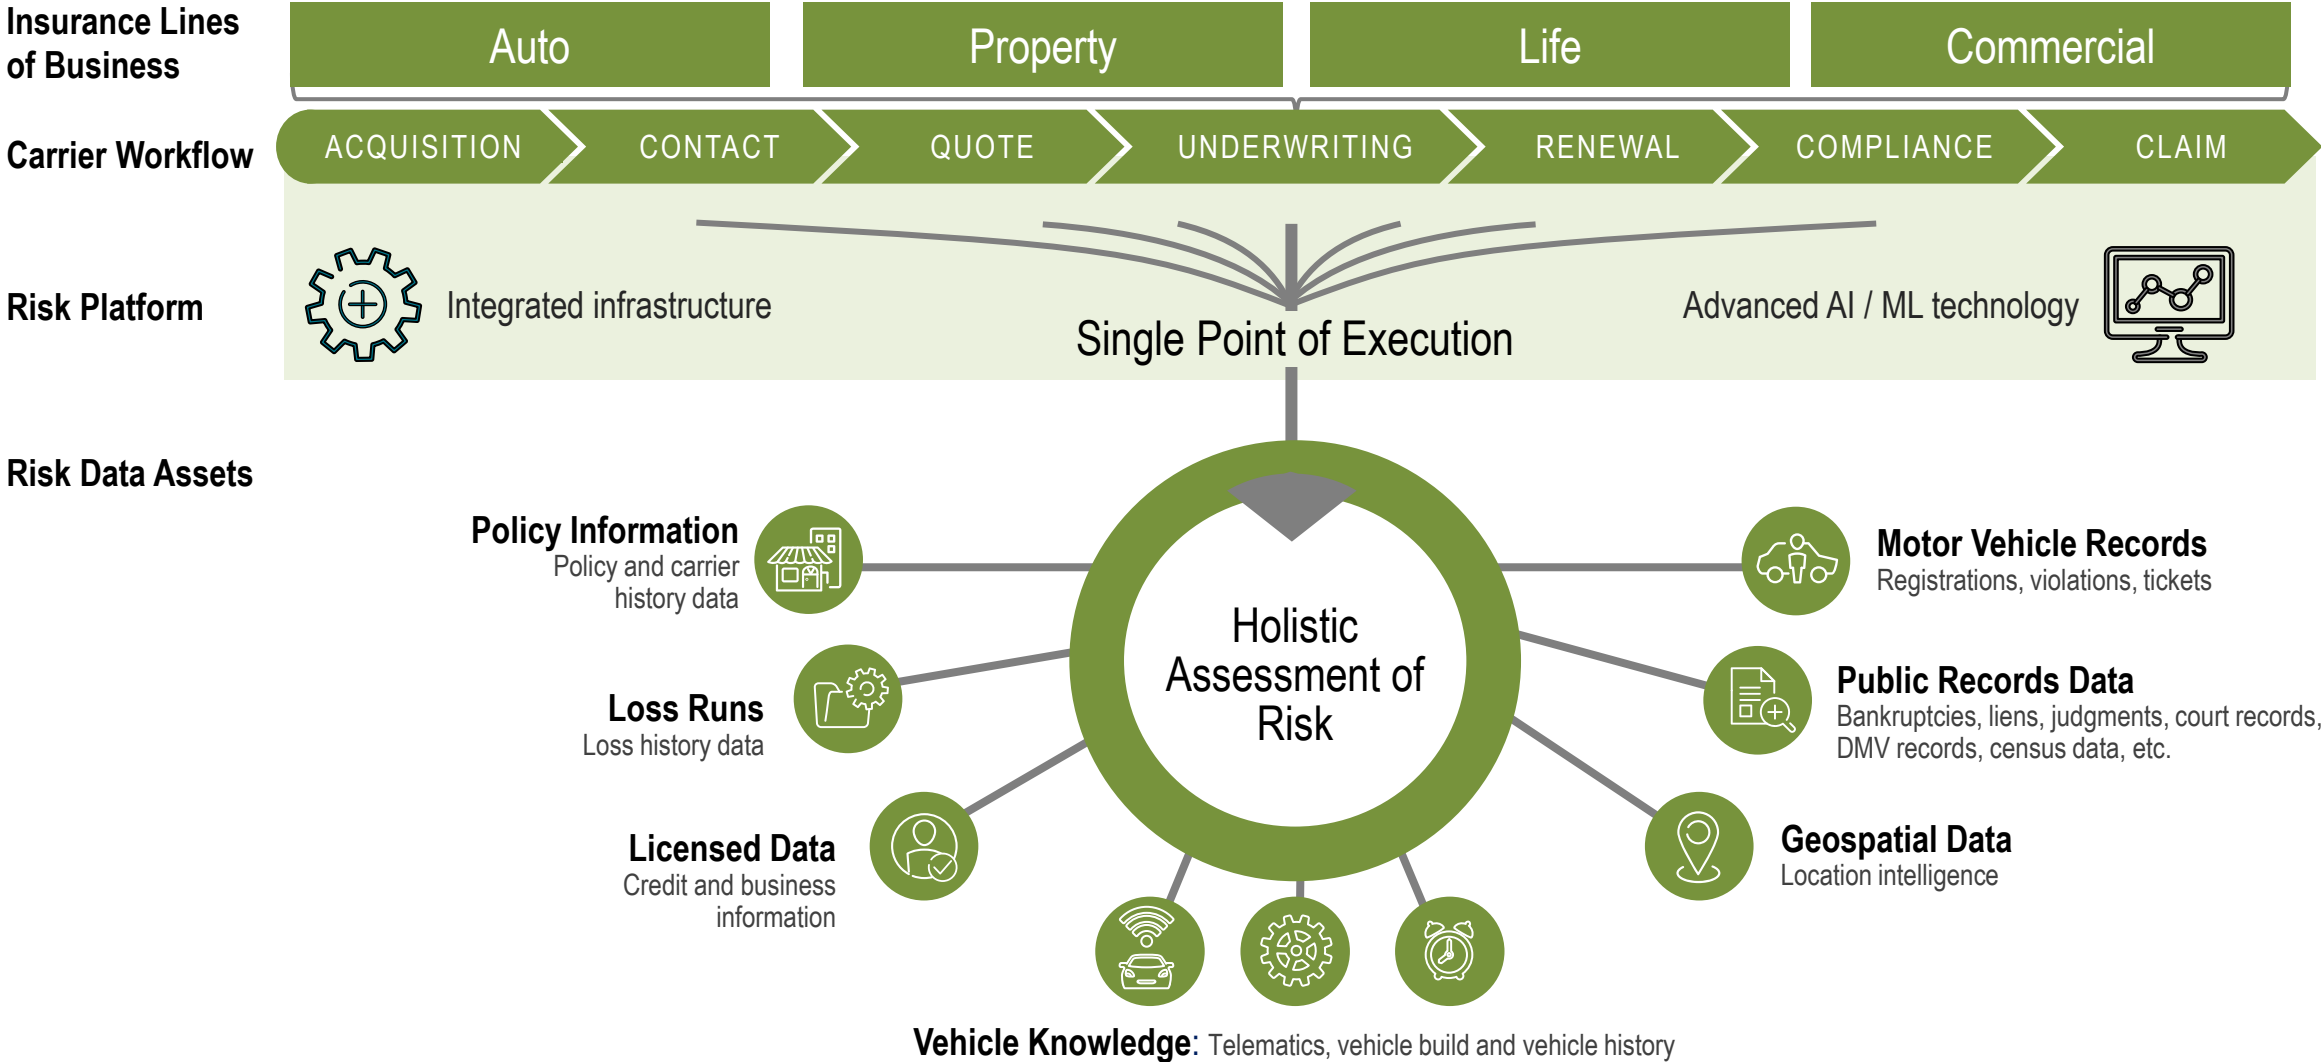 Insurance Lines
of Business
Auto
Property
Life
Commercial
Carrier Workflow
ACQUISITION
CONTACT
QUOTE
UNDERWRITING
RENEWAL
COMPLIANCE
CLAIM
Risk Platform
Integrated infrastructure
Single Point of Execution
Advanced AI / ML technology
Risk Data Assets
Holistic
Assessment of
Risk
Policy Information
Policy and carrier
history data
Loss Runs
Loss history data
Licensed Data
Credit and business
information
Motor Vehicle Records
Registrations, violations, tickets
Public Records Data
Bankruptcies, liens, judgments, court records,
DMV records, census data, etc.
Geospatial Data
Location intelligence
Vehicle Knowledge: Telematics, vehicle build and vehicle history